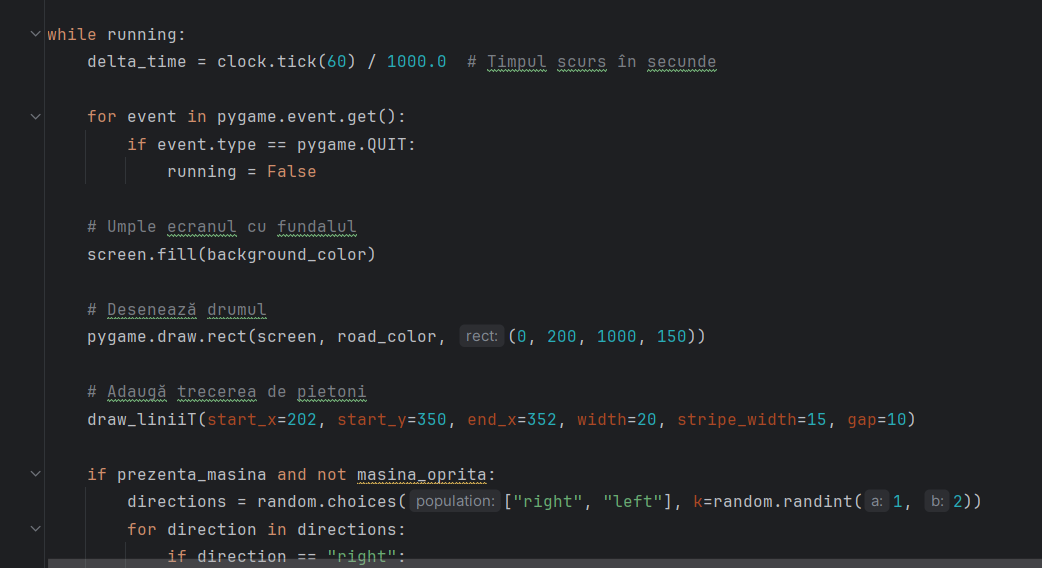 while running:
    delta_time = clock.tick(60) / 1000.0  # Timpul scurs în secunde
    for event in pygame.event.get():
        if event.type == pygame.QUIT:
            running = False
    # Umple ecranul cu fundalul
    screen.fill(background_color)
    # Desenează drumul
    pygame.draw.rect(screen, road_color, rect: (0, 200, 1000, 150))
    # Adaugă trecerea de pietoni
    draw_liniiT(start_x=202, start_y=350, end_x=352, width=20, stripe_width=15, gap=10)
    if prezenta_masina and not masina_oprita:
        directions = random.choices( population: ["right", "left"], k=random.randint( a: 1, b: 2))
        for direction in directions:
            if direction == "right":